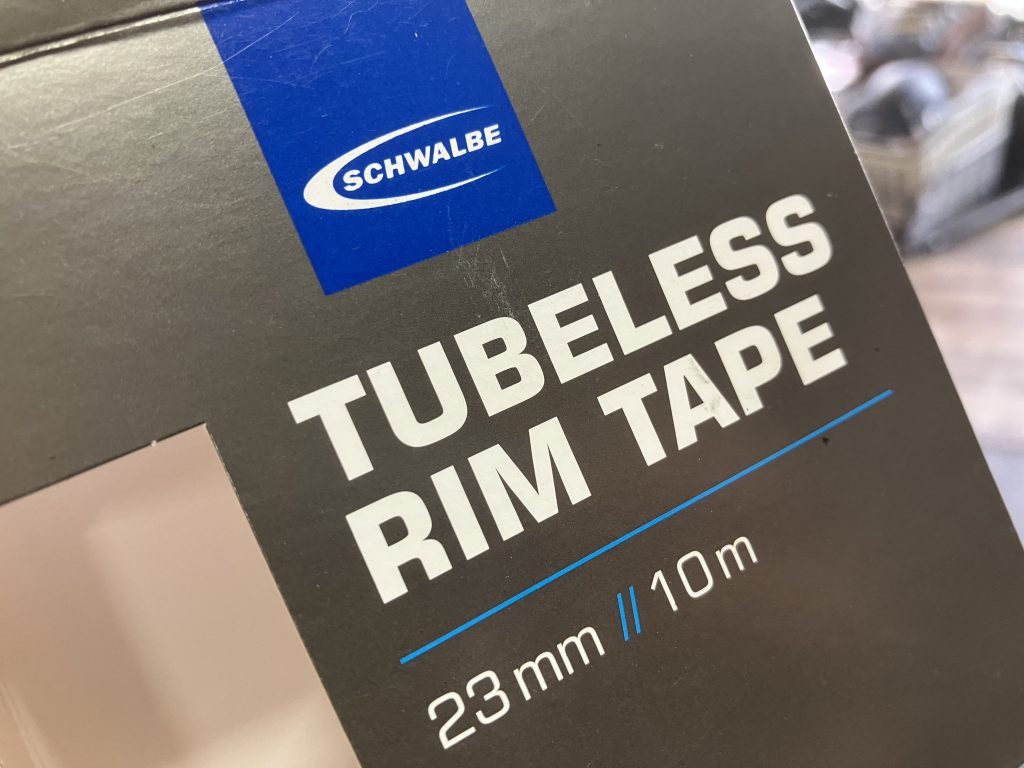 SCHWALBE
TUBELESS
RIM TAPE
23 mm // 10 m